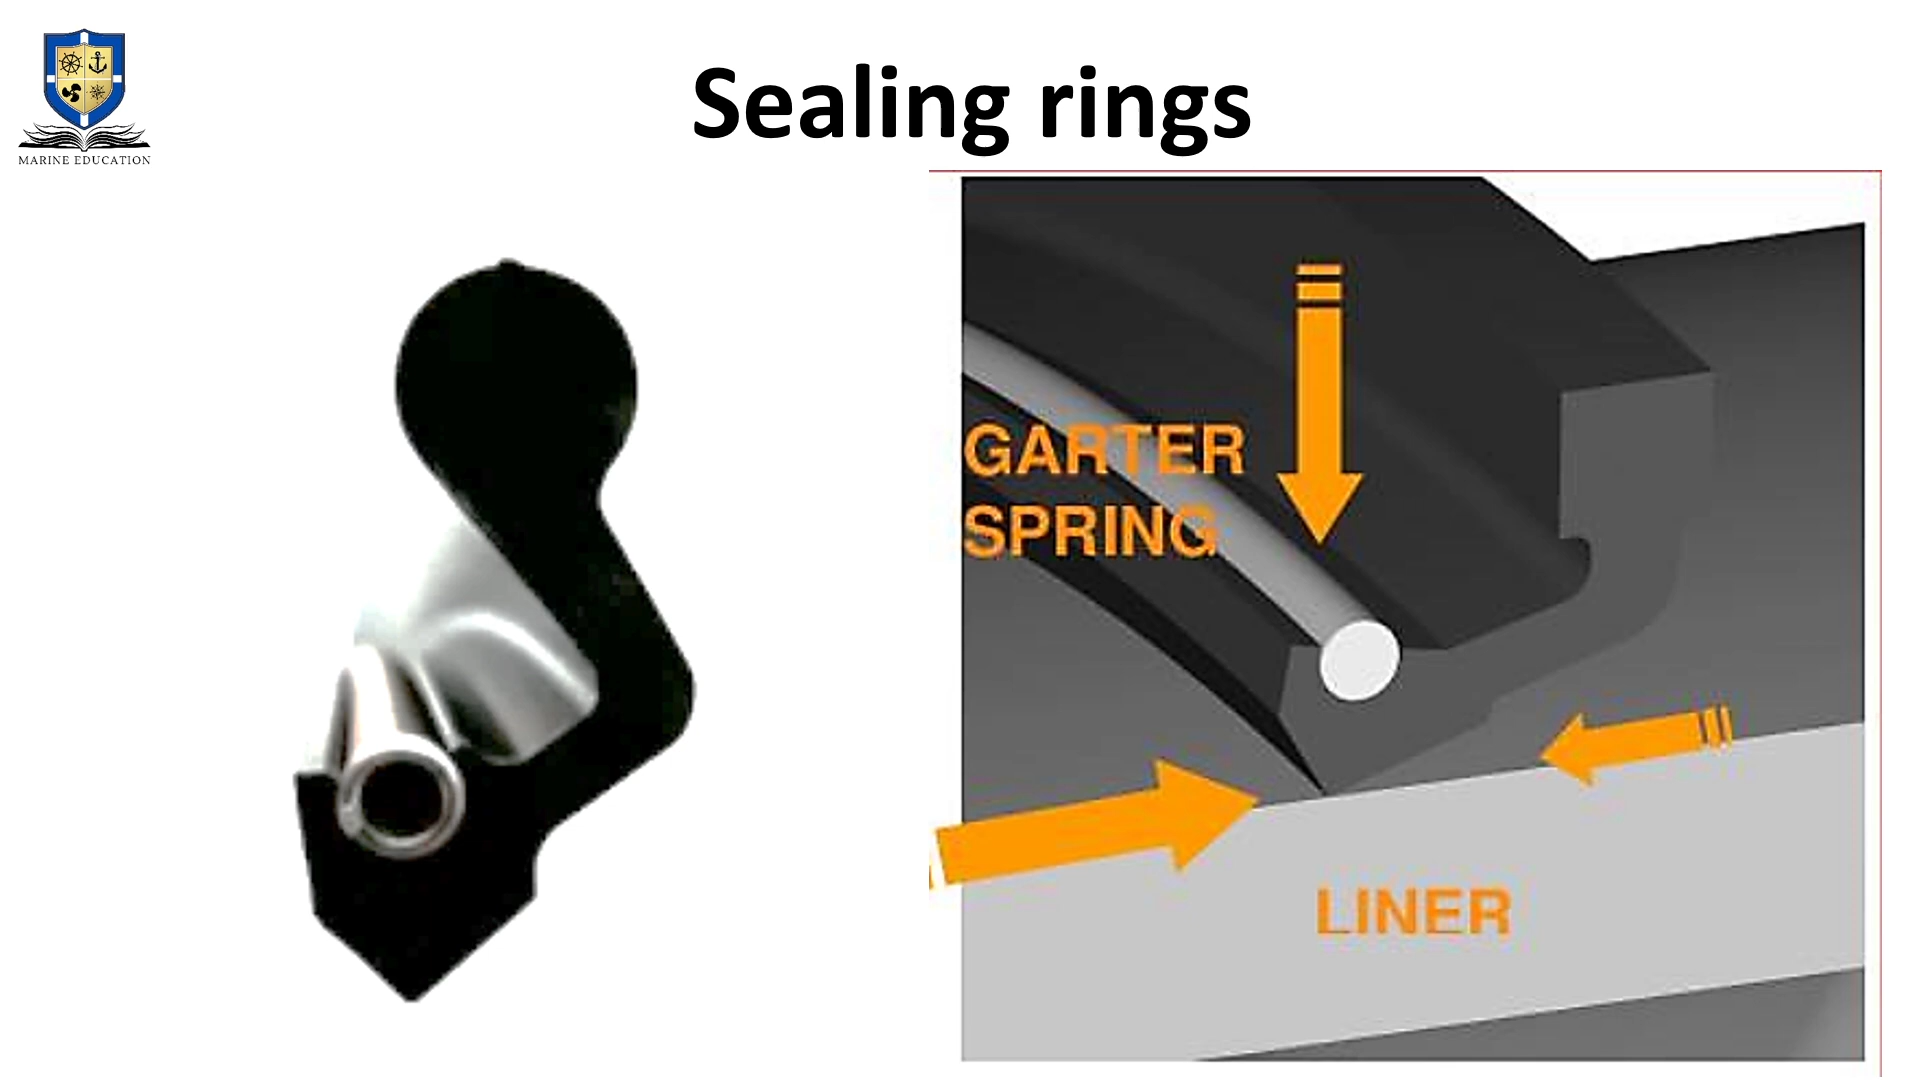 MARINE EDUCATION
Sealing rings
GARTER
SPRING
LINER